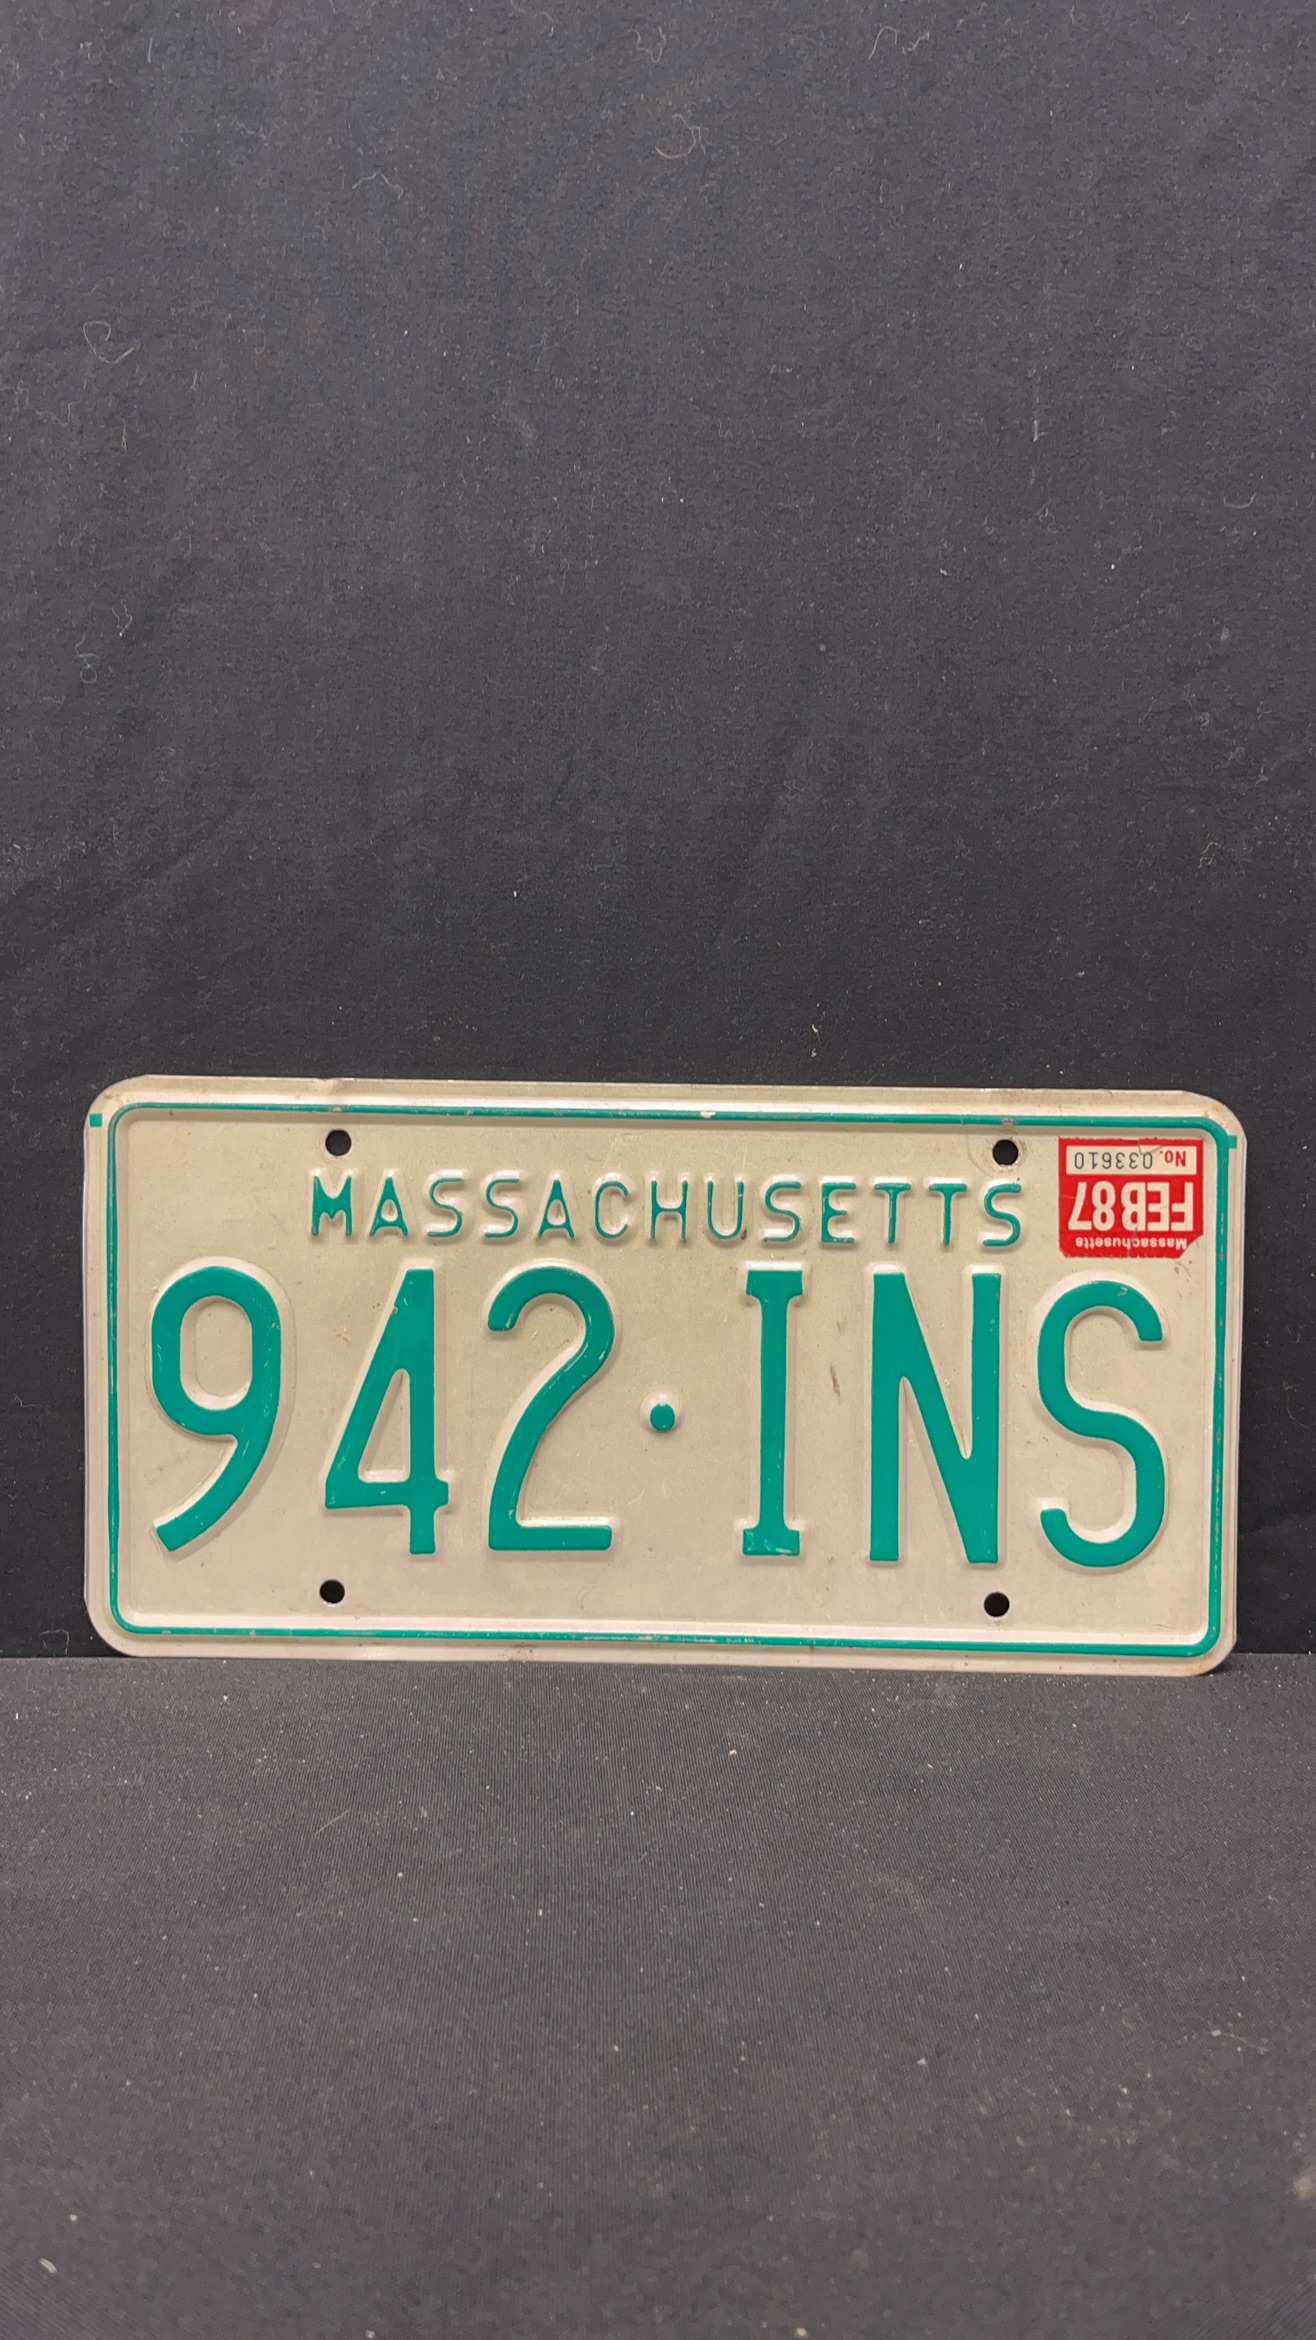 MASSACHUSETTS
Massachusetts
FEB87
No. 033610
942·INS